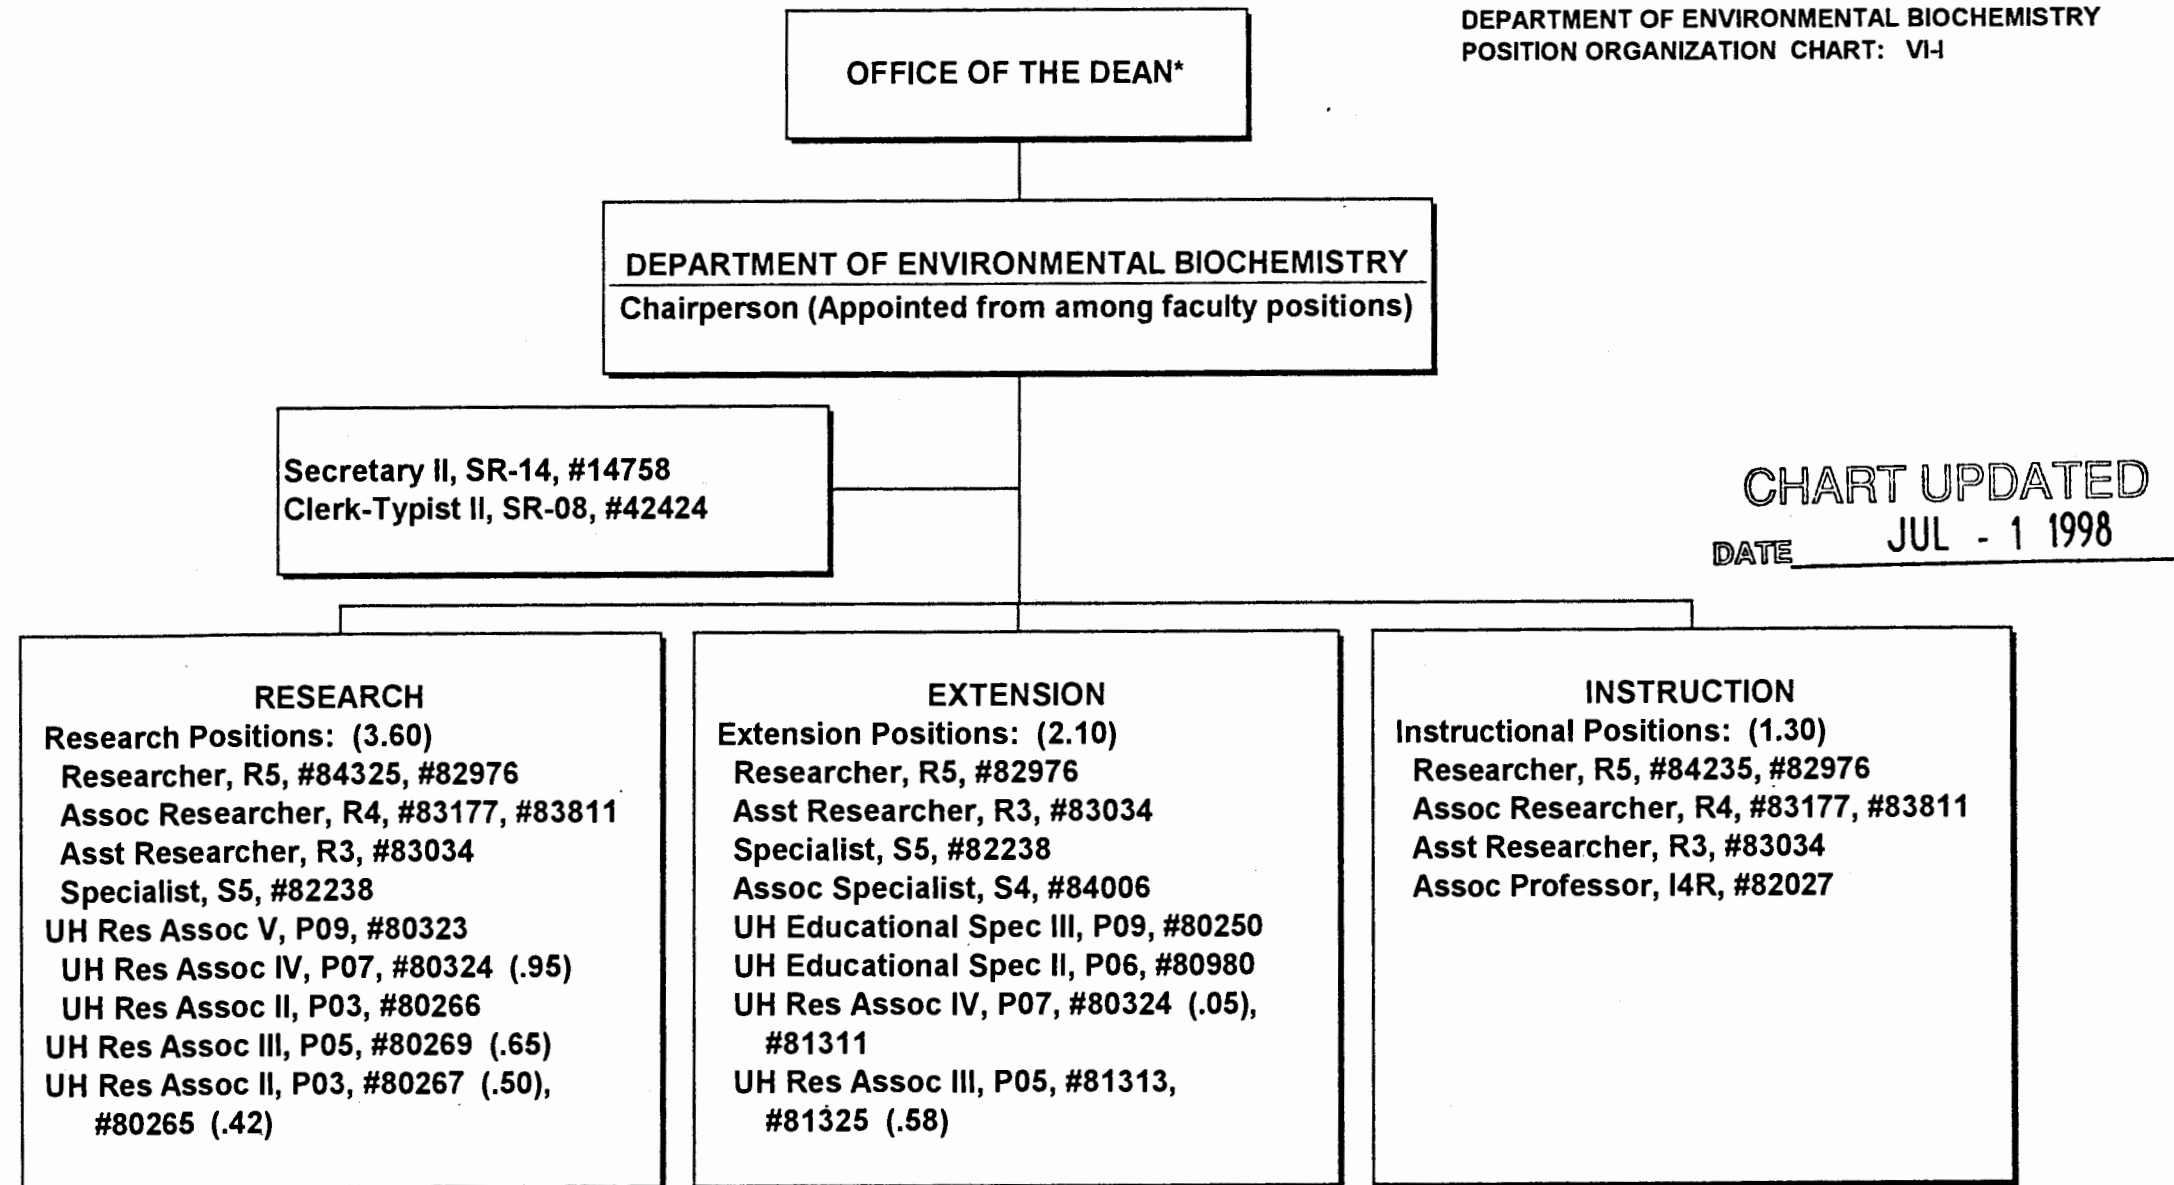 DEPARTMENT OF ENVIRONMENTAL BIOCHEMISTRY
POSITION ORGANIZATION CHART: VI-I
OFFICE OF THE DEAN*
DEPARTMENT OF ENVIRONMENTAL BIOCHEMISTRY
Chairperson (Appointed from among faculty positions)
Secretary II, SR-14, #14758
Clerk-Typist II, SR-08, #42424
CHART UPDATED
DATE JUL - 1 1998
RESEARCH
Research Positions: (3.60)
Researcher, R5, #84325, #82976
Assoc Researcher, R4, #83177, #83811
Asst Researcher, R3, #83034
Specialist, S5, #82238
UH Res Assoc V, P09, #80323
UH Res Assoc IV, P07, #80324 (.95)
UH Res Assoc II, P03, #80266
UH Res Assoc III, P05, #80269 (.65)
UH Res Assoc II, P03, #80267 (.50),
#80265 (.42)
EXTENSION
Extension Positions: (2.10)
Researcher, R5, #82976
Asst Researcher, R3, #83034
Specialist, S5, #82238
Assoc Specialist, S4, #84006
UH Educational Spec III, P09, #80250
UH Educational Spec II, P06, #80980
UH Res Assoc IV, P07, #80324 (.05),
#81311
UH Res Assoc III, P05, #81313,
#81325 (.58)
INSTRUCTION
Instructional Positions: (1.30)
Researcher, R5, #84235, #82976
Assoc Researcher, R4, #83177, #83811
Asst Researcher, R3, #83034
Assoc Professor, I4R, #82027